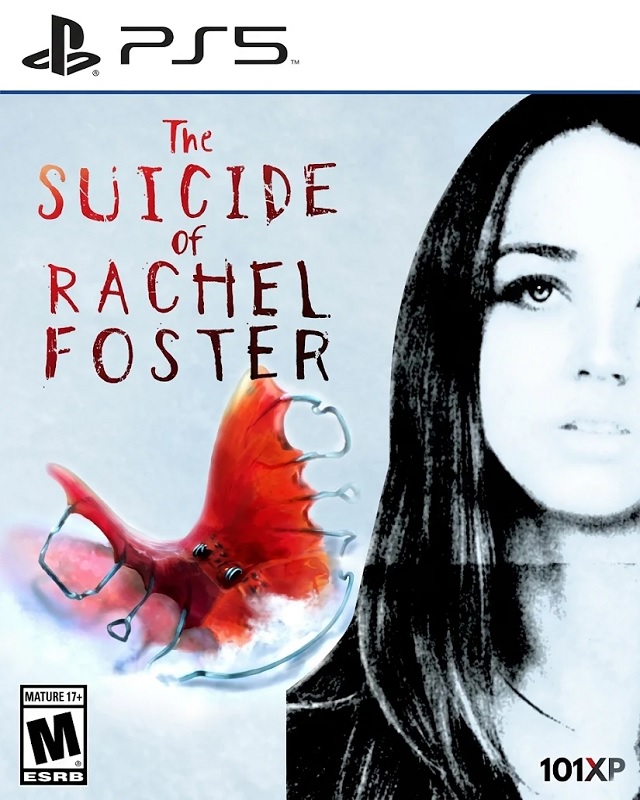 PS5
The
SUICIDE
of
RACHEL
FOSTER
MATURE 17+
M
ESRB
101XP